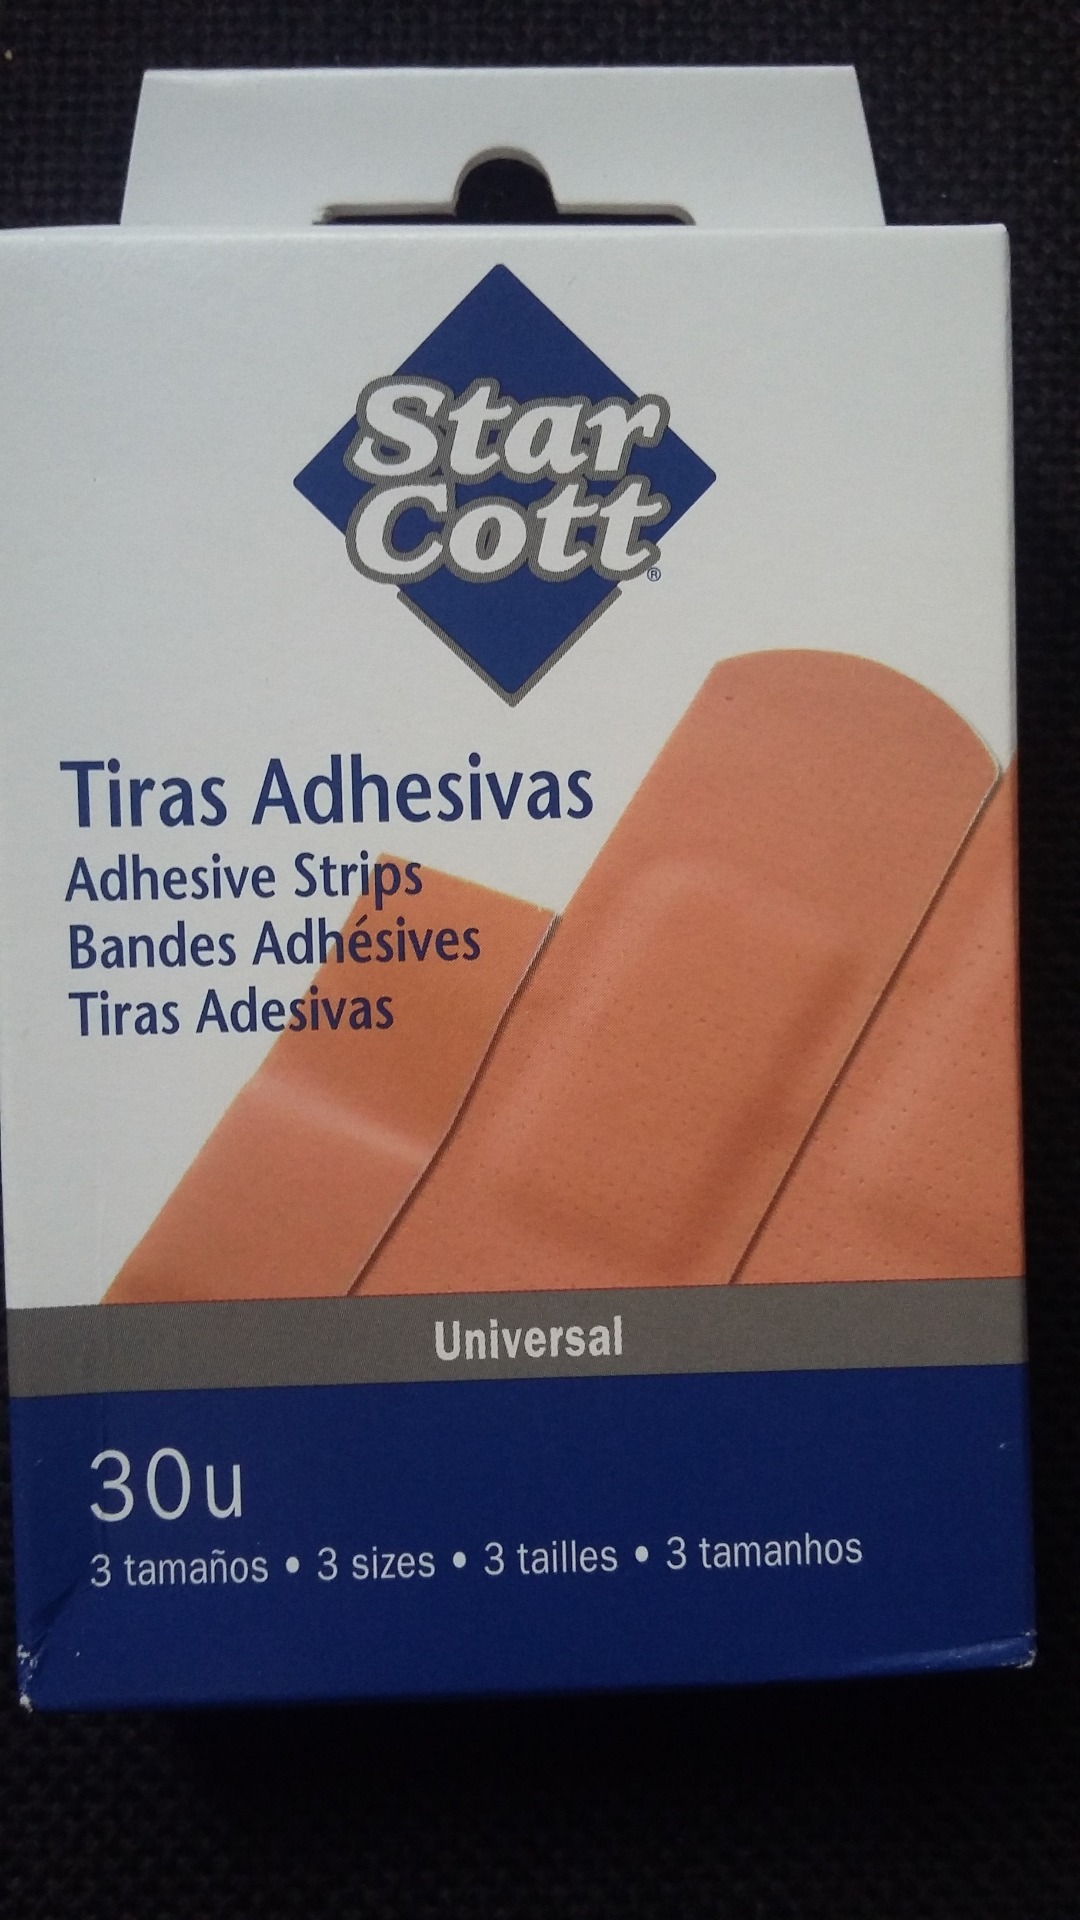 Star
Cott®
Tiras Adhesivas
Adhesive Strips
Bandes Adhésives
Tiras Adesivas
Universal
30u
3 tamaños • 3 sizes • 3 tailles • 3 tamanhos